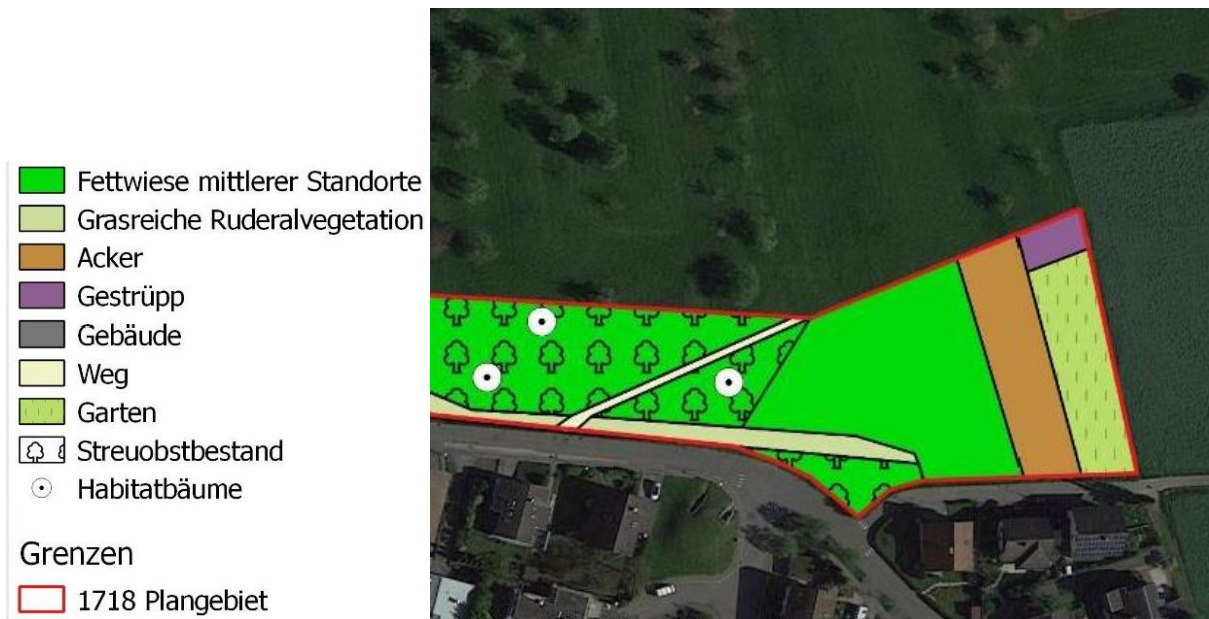 Fettwiese mittlerer Standorte
Grasreiche Ruderalvegetation
Acker
Gestrüpp
Gebäude
Weg
Garten
Streuobstbestand
Habitatbäume
Grenzen
1718 Plangebiet